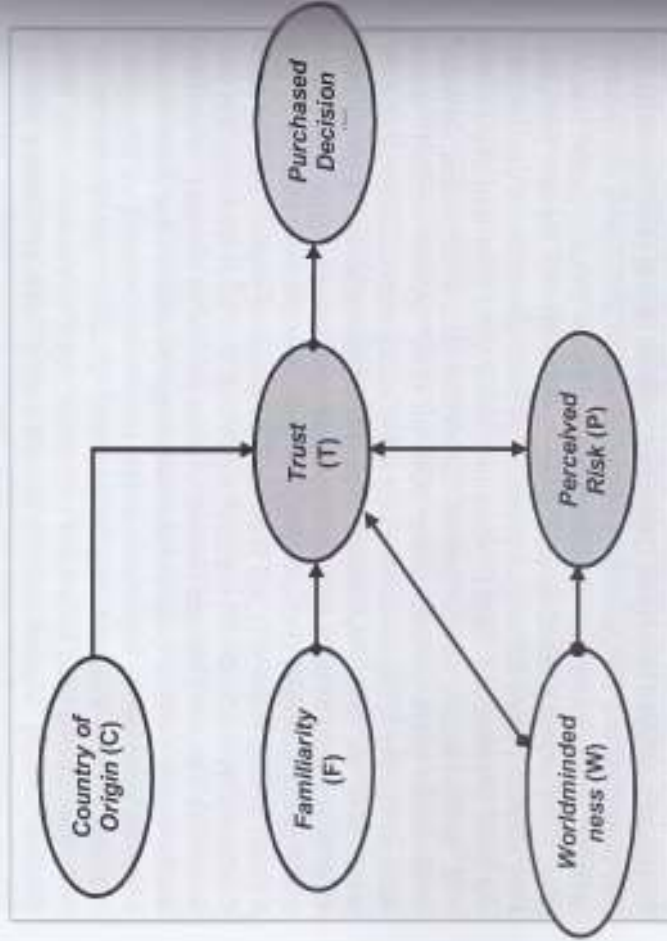 Country of
Origin (C)
Familiarity
(F)
Worldminded
ness (W)
Trust
(T)
Perceived
Risk (P)
Purchased
Decision